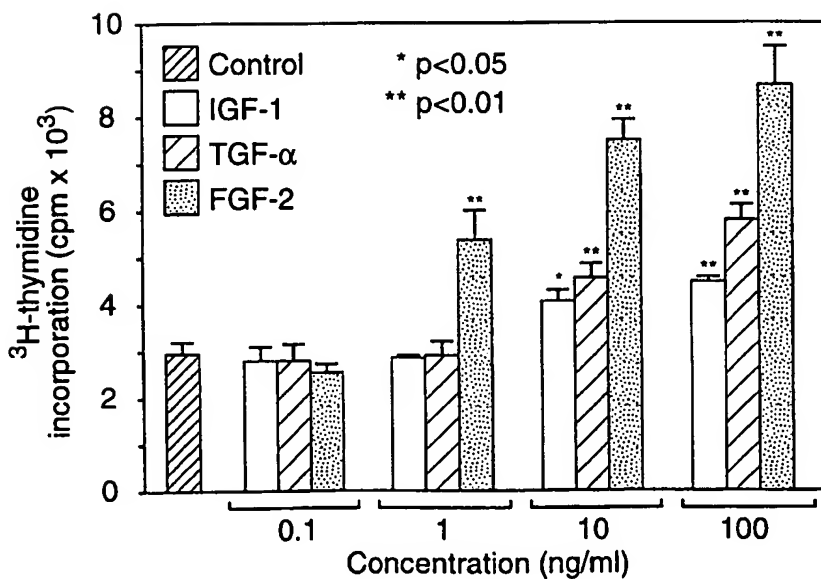 10
8
6
4
2
0
³H-thymidine
incorporation (cpm x 10³)
Control
IGF-1
TGF-α
FGF-2
* p<0.05
** p<0.01
**
*
**
**
**
**
**
0.1
1
10
100
Concentration (ng/ml)